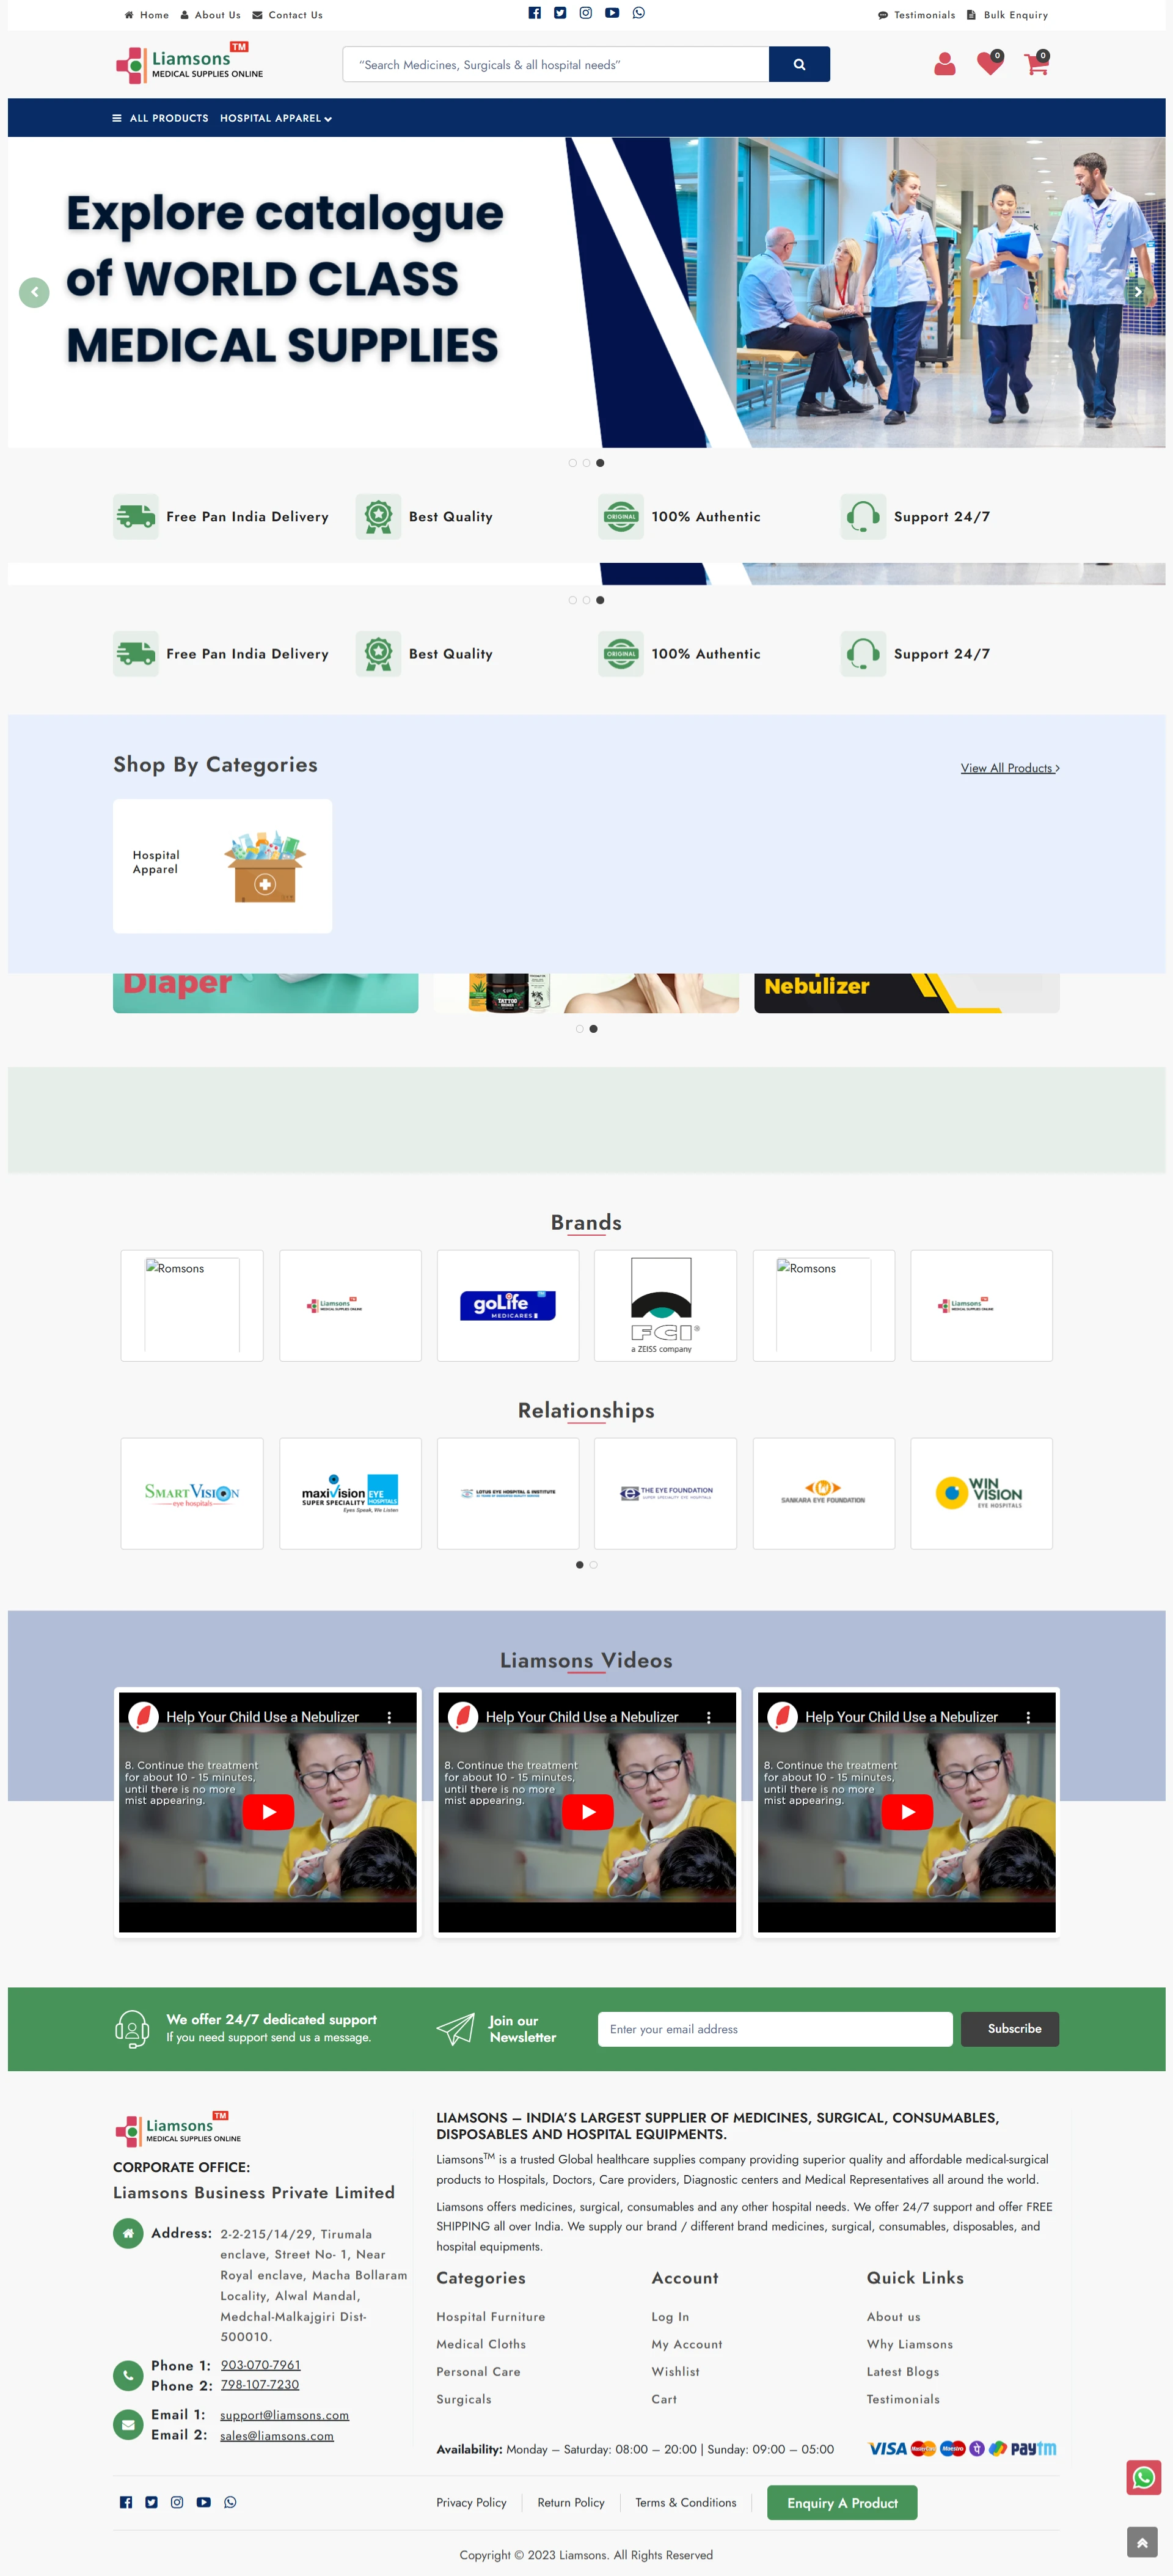 Home About Us Contact Us
Testimonials Bulk Enquiry
Liamsons TM
MEDICAL SUPPLIES ONLINE
“Search Medicines, Surgicals & all hospital needs”
0 0
ALL PRODUCTS HOSPITAL APPAREL
Explore catalogue
of WORLD CLASS
MEDICAL SUPPLIES
Free Pan India Delivery Best Quality ORIGINAL 100% Authentic Support 24/7
Free Pan India Delivery Best Quality ORIGINAL 100% Authentic Support 24/7
Shop By Categories
View All Products
Hospital
Apparel
Diaper
TATTOO
Nebulizer
Brands
Romsons
Liamsons TM
MEDICAL SUPPLIES ONLINE
goLife
MEDICARES
FCI®
a ZEISS company
Romsons
Liamsons TM
MEDICAL SUPPLIES ONLINE
Relationships
SMART VISION
eye hospitals
maxivision EYE HOSPITALS
SUPER SPECIALITY
Eyes Speak, We Listen
LOTUS EYE HOSPITAL & INSTITUTE
THE EYE FOUNDATION
SUPER SPECIALITY EYE HOSPITALS
SANKARA EYE FOUNDATION
WIN
VISION
EYE HOSPITALS
Liamsons Videos
Help Your Child Use a Nebulizer
8. Continue the treatment
for about 10 - 15 minutes,
until there is no more
mist appearing.
Help Your Child Use a Nebulizer
8. Continue the treatment
for about 10 - 15 minutes,
until there is no more
mist appearing.
Help Your Child Use a Nebulizer
8. Continue the treatment
for about 10 - 15 minutes,
until there is no more
mist appearing.
We offer 24/7 dedicated support
If you need support send us a message.
Join our
Newsletter
Enter your email address
Subscribe
Liamsons TM
MEDICAL SUPPLIES ONLINE
CORPORATE OFFICE:
Liamsons Business Private Limited
Address: 2-2-215/14/29, Tirumala
enclave, Street No- 1, Near
Royal enclave, Macha Bollaram
Locality, Alwal Mandal,
Medchal-Malkajgiri Dist-
500010.
Phone 1: 903-070-7961
Phone 2: 798-107-7230
Email 1: support@liamsons.com
Email 2: sales@liamsons.com
LIAMSONS – INDIA’S LARGEST SUPPLIER OF MEDICINES, SURGICAL, CONSUMABLES,
DISPOSABLES AND HOSPITAL EQUIPMENTS.
LiamsonsTM is a trusted Global healthcare supplies company providing superior quality and affordable medical-surgical
products to Hospitals, Doctors, Care providers, Diagnostic centers and Medical Representatives all around the world.
Liamsons offers medicines, surgical, consumables and any other hospital needs. We offer 24/7 support and offer FREE
SHIPPING all over India. We supply our brand / different brand medicines, surgical, consumables, disposables, and
hospital equipments.
Categories
Hospital Furniture
Medical Cloths
Personal Care
Surgicals
Account
Log In
My Account
Wishlist
Cart
Quick Links
About us
Why Liamsons
Latest Blogs
Testimonials
Availability: Monday – Saturday: 08:00 – 20:00 | Sunday: 09:00 – 05:00
VISA MasterCard Maestro paytm
Privacy Policy Return Policy Terms & Conditions Enquiry A Product
Copyright © 2023 Liamsons. All Rights Reserved